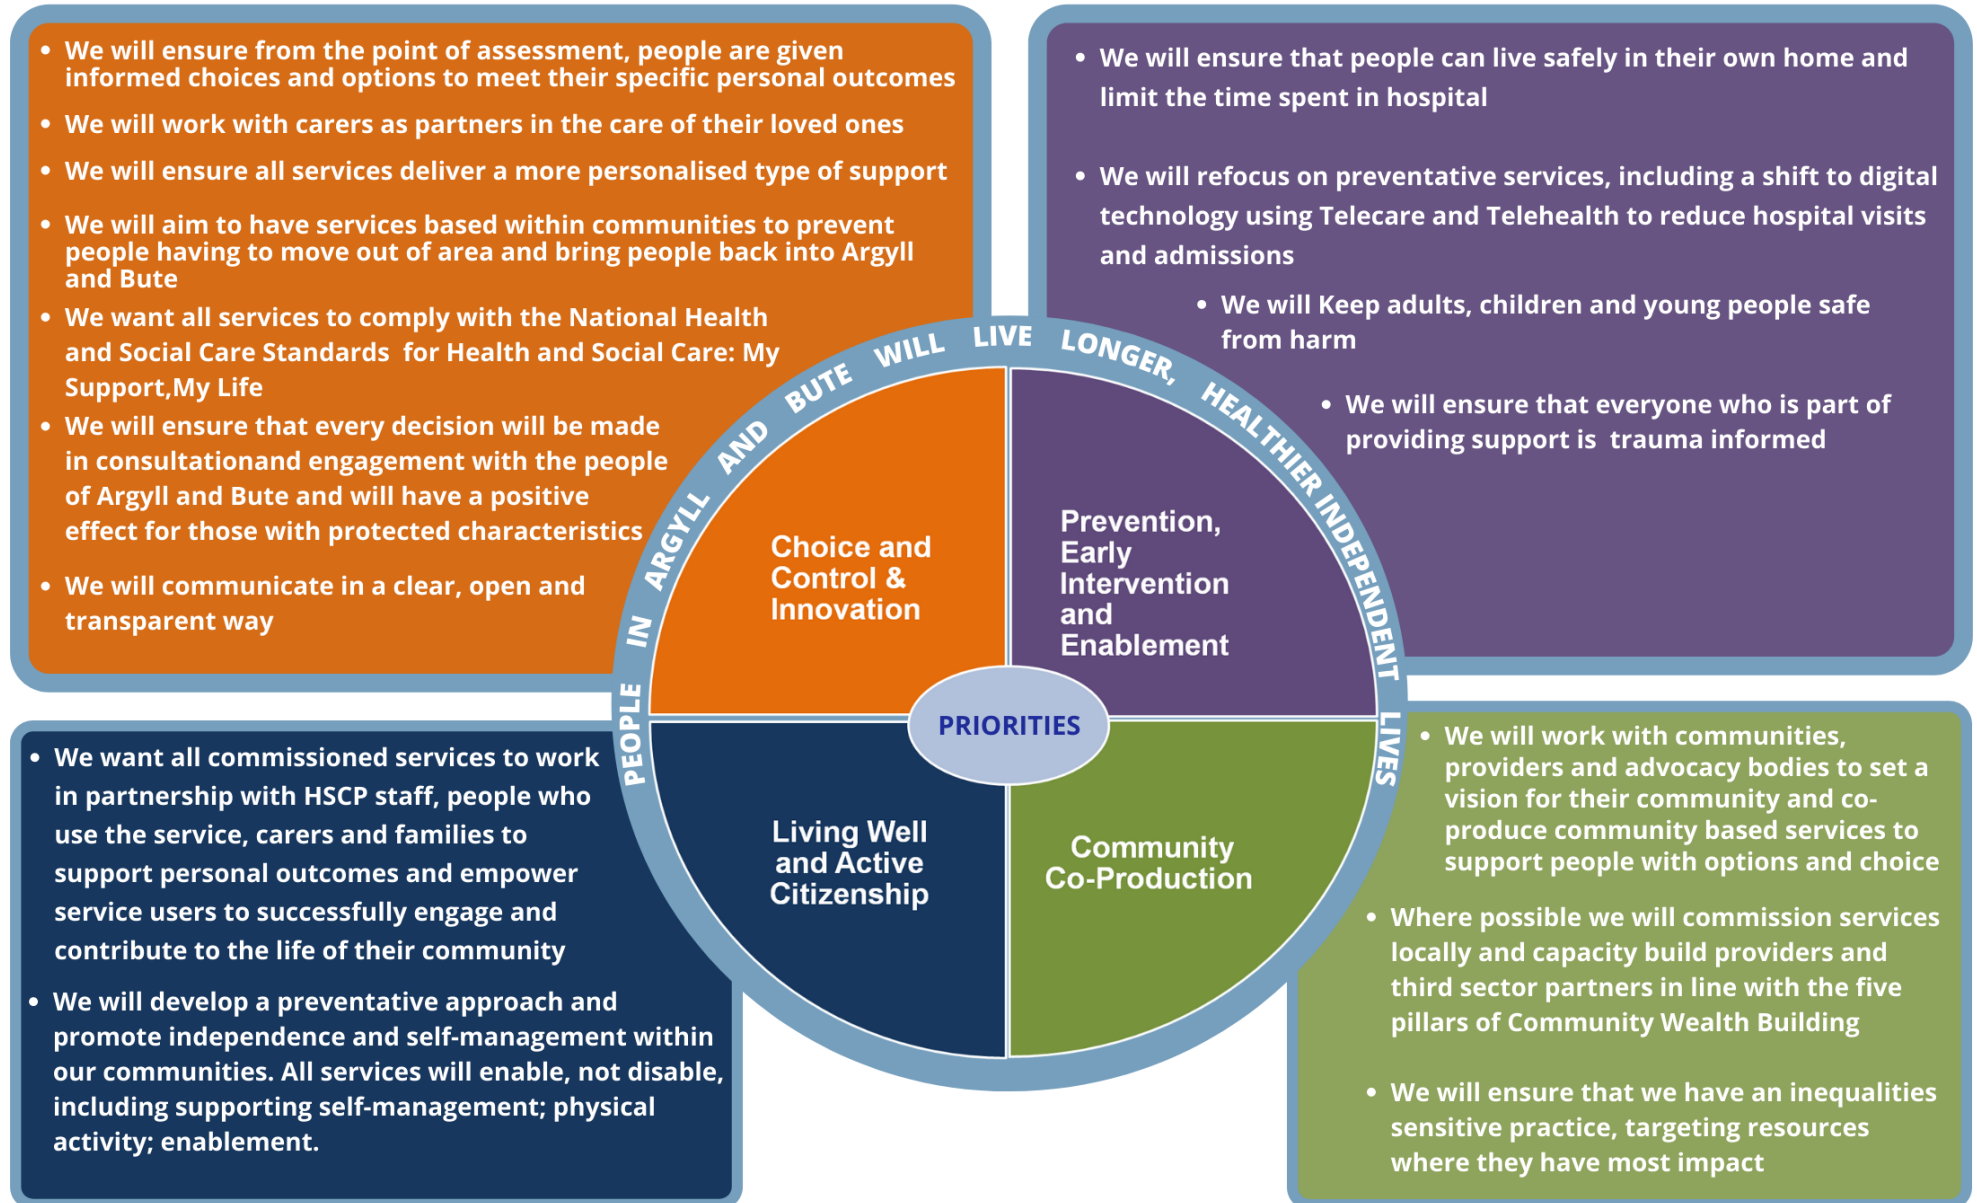 • We will ensure from the point of assessment, people are given
informed choices and options to meet their specific personal outcomes
• We will work with carers as partners in the care of their loved ones
• We will ensure all services deliver a more personalised type of support
• We will aim to have services based within communities to prevent
people having to move out of area and bring people back into Argyll
and Bute
• We want all services to comply with the National Health
and Social Care Standards  for Health and Social Care: My
Support,My Life
• We will ensure that every decision will be made
in consultationand engagement with the people
of Argyll and Bute and will have a positive
effect for those with protected characteristics
• We will communicate in a clear, open and
transparent way
• We will ensure that people can live safely in their own home and
limit the time spent in hospital
• We will refocus on preventative services, including a shift to digital
technology using Telecare and Telehealth to reduce hospital visits
and admissions
• We will Keep adults, children and young people safe
from harm
• We will ensure that everyone who is part of
providing support is  trauma informed
PEOPLE IN ARGYLL AND BUTE WILL LIVE LONGER, HEALTHIER INDEPENDENT LIVES
Choice and
Control &
Innovation
Prevention,
Early
Intervention
and
Enablement
PRIORITIES
Living Well
and Active
Citizenship
Community
Co-Production
• We want all commissioned services to work
in partnership with HSCP staff, people who
use the service, carers and families to
support personal outcomes and empower
service users to successfully engage and
contribute to the life of their community
• We will develop a preventative approach and
promote independence and self-management within
our communities. All services will enable, not disable,
including supporting self-management; physical
activity; enablement.
• We will work with communities,
providers and advocacy bodies to set a
vision for their community and co-
produce community based services to
support people with options and choice
• Where possible we will commission services
locally and capacity build providers and
third sector partners in line with the five
pillars of Community Wealth Building
• We will ensure that we have an inequalities
sensitive practice, targeting resources
where they have most impact